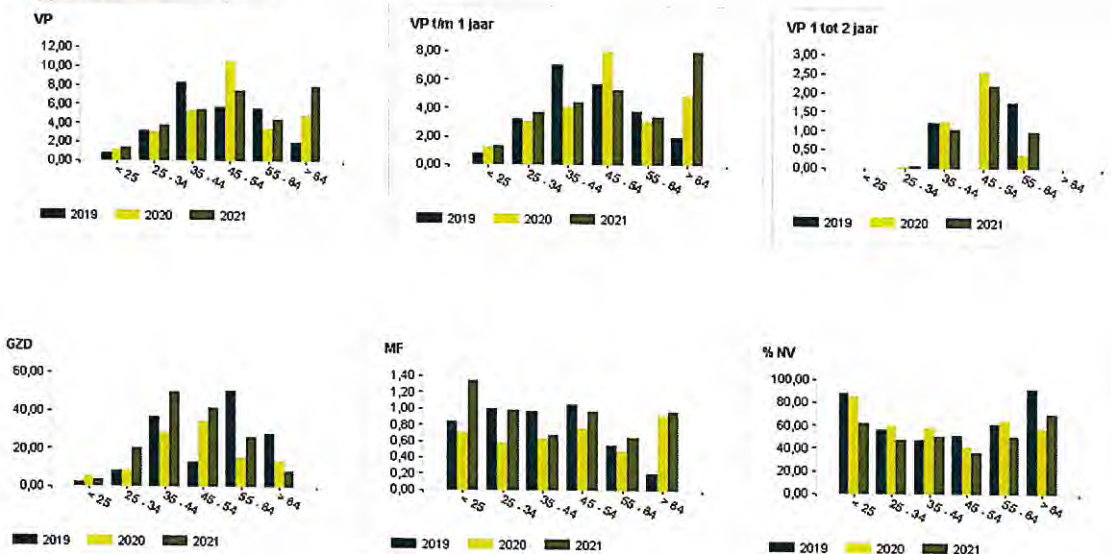 VP
12,00
10,00
8,00
6,00
4,00
2,00
0,00
< 25
25 - 34
35 - 44
45 - 54
55 - 64
> 64
2019 2020 2021
VP t/m 1 jaar
8,00
6,00
4,00
2,00
0,00
< 25
25 - 34
35 - 44
45 - 54
55 - 64
> 64
2019 2020 2021
VP 1 tot 2 jaar
3,00
2,50
2,00
1,50
1,00
0,50
0,00
< 25
25 - 34
35 - 44
45 - 54
55 - 64
> 64
2019 2020 2021
GZD
60,00
40,00
20,00
0,00
< 25
25 - 34
35 - 44
45 - 54
55 - 64
> 64
2019 2020 2021
MF
1,40
1,20
1,00
0,80
0,60
0,40
0,20
0,00
< 25
25 - 34
35 - 44
45 - 54
55 - 64
> 64
2019 2020 2021
% NV
100,00
80,00
60,00
40,00
20,00
0,00
< 25
25 - 34
35 - 44
45 - 54
55 - 64
> 64
2019 2020 2021